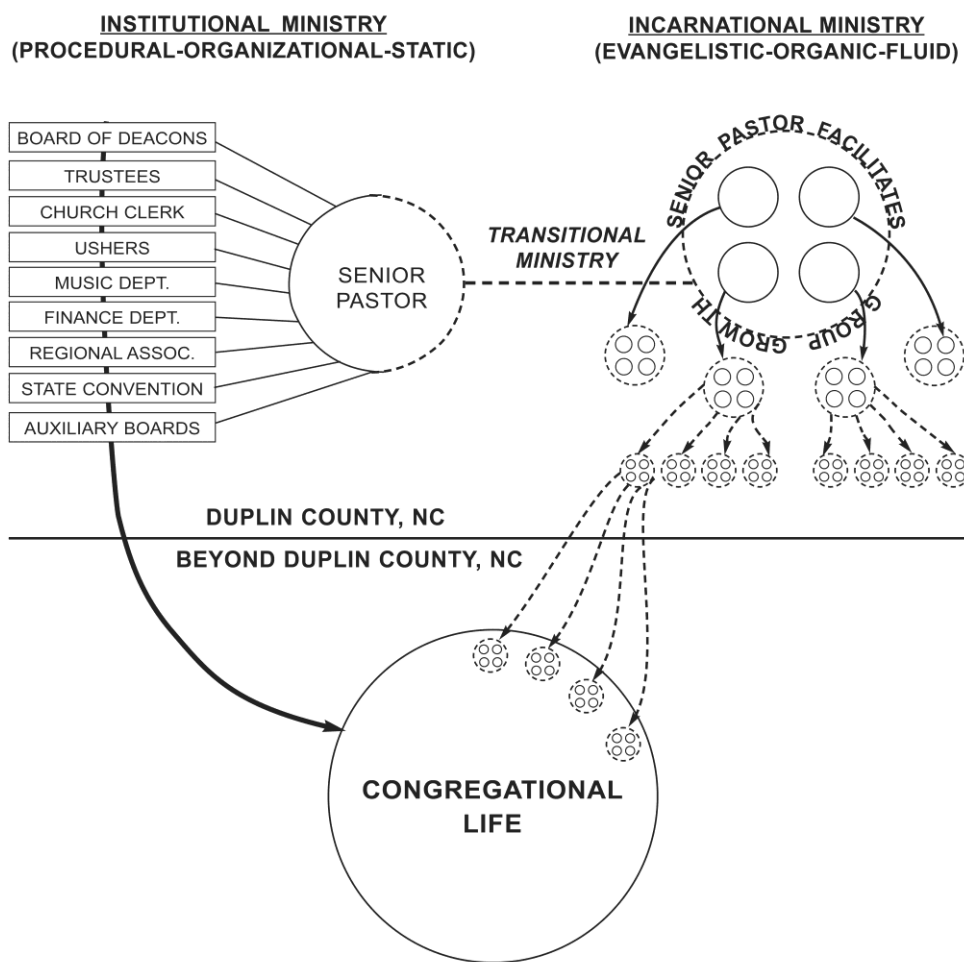 INSTITUTIONAL MINISTRY
(PROCEDURAL-ORGANIZATIONAL-STATIC)
INCARNATIONAL MINISTRY
(EVANGELISTIC-ORGANIC-FLUID)
BOARD OF DEACONS
TRUSTEES
CHURCH CLERK
USHERS
MUSIC DEPT.
FINANCE DEPT.
REGIONAL ASSOC.
STATE CONVENTION
AUXILIARY BOARDS
SENIOR
PASTOR
TRANSITIONAL
MINISTRY
SENIOR PASTOR FACILITATES
GROUP GROWTH
DUPLIN COUNTY, NC
BEYOND DUPLIN COUNTY, NC
CONGREGATIONAL
LIFE